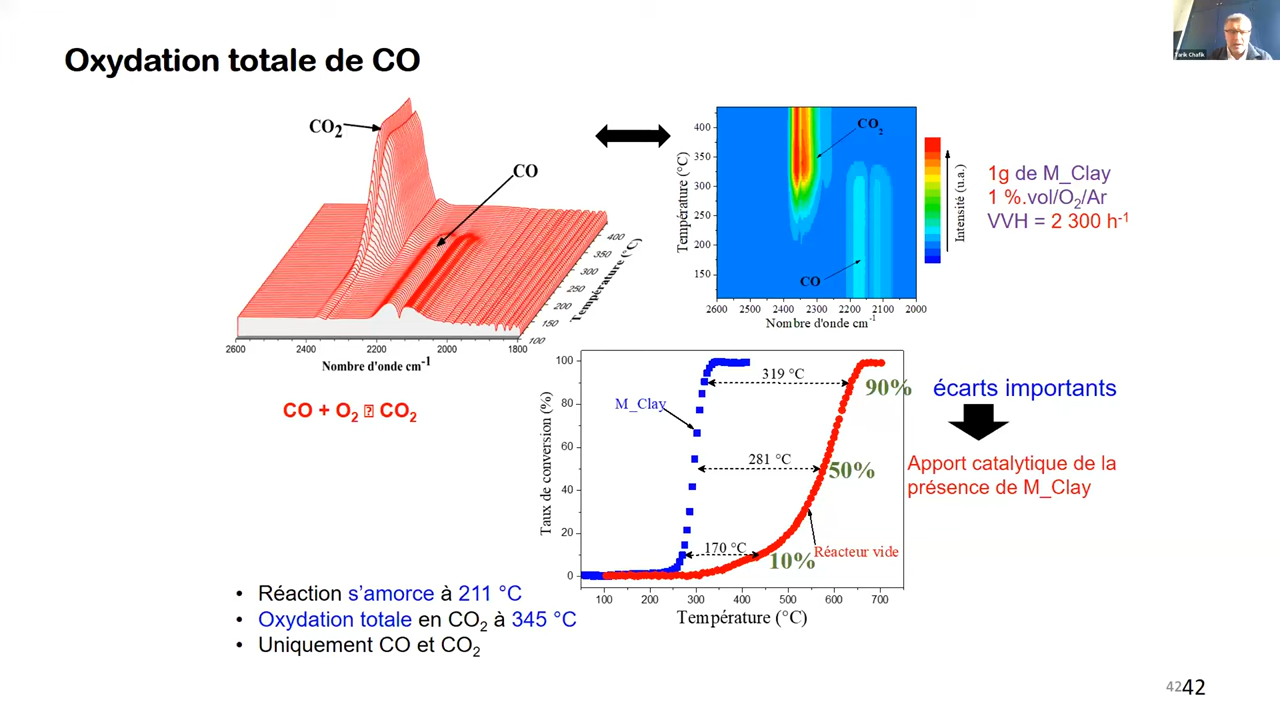 Oxydation totale de CO
Tarik Chafik
CO2
CO
400
350
300
250
200
150
100
Température (°C)
2600
2400
2200
2000
1800
Nombre d'onde cm-1
CO + O2 ⍰ CO2
Température (°C)
400
350
300
250
200
150
CO2
CO
2600
2500
2400
2300
2200
2100
2000
Nombre d'onde cm-1
Intensité (u.a.)
1g de M_Clay
1 %.vol/O2/Ar
VVH = 2 300 h-1
Taux de conversion (%)
100
80
60
40
20
0
M_Clay
319 °C
90%
281 °C
50%
170 °C
10%
Réacteur vide
100
200
300
400
500
600
700
Température (°C)
écarts importants
Apport catalytique de la
présence de M_Clay
• Réaction s'amorce à 211 °C
• Oxydation totale en CO2 à 345 °C
• Uniquement CO et CO2
42
42